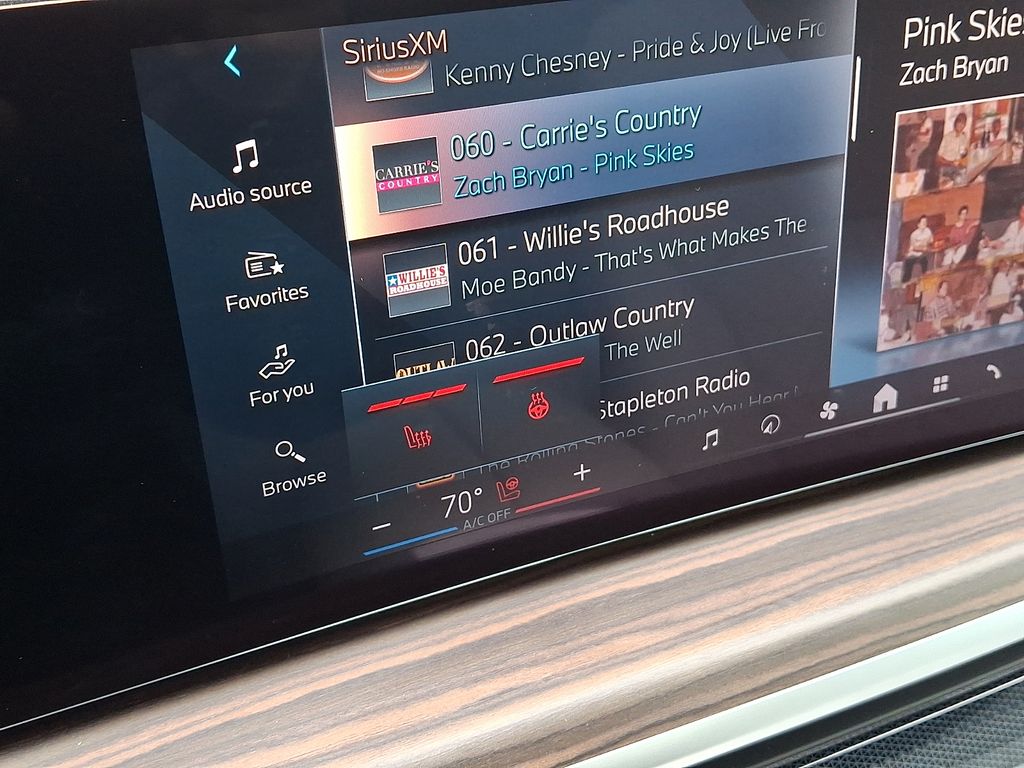 SiriusXM
Kenny Chesney - Pride & Joy (Live Fro
Pink Skies
Zach Bryan
Audio source
Favorites
For you
Browse
CARRIE'S
COUNTRY
060 - Carrie's Country
Zach Bryan - Pink Skies
WILLIE'S
ROADHOUSE
061 - Willie's Roadhouse
Moe Bandy - That's What Makes The
OUTLAW
062 - Outlaw Country
The Well
Stapleton Radio
The Rolling Stones - Can't You Hear
70°
A/C OFF